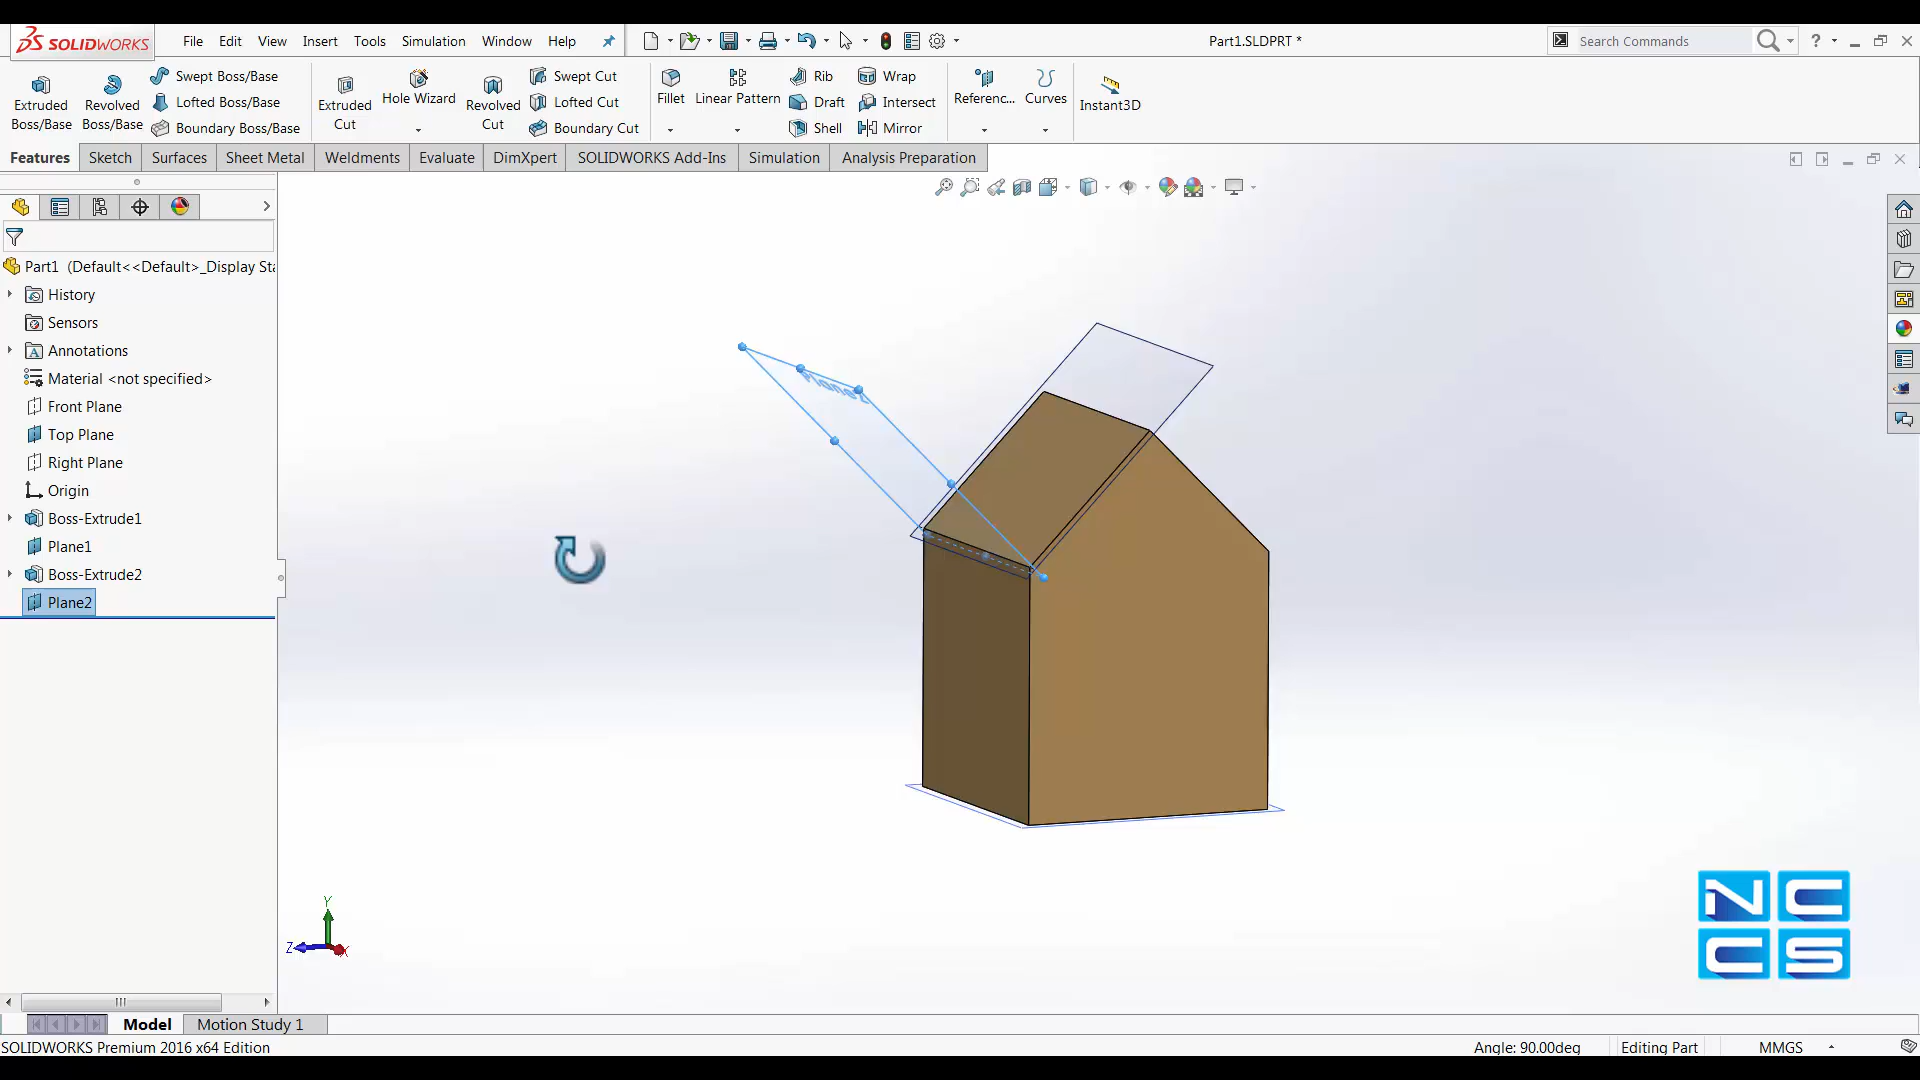 SOLIDWORKS
File Edit View Insert Tools Simulation Window Help
Part1.SLDPRT *
Search Commands
?
Extruded Boss/Base
Revolved Boss/Base
Swept Boss/Base
Lofted Boss/Base
Boundary Boss/Base
Extruded Cut
Hole Wizard
Revolved Cut
Swept Cut
Lofted Cut
Boundary Cut
Fillet
Linear Pattern
Rib
Draft
Shell
Wrap
Intersect
Mirror
Referenc...
Curves
Instant3D
Features Sketch Surfaces Sheet Metal Weldments Evaluate DimXpert SOLIDWORKS Add-Ins Simulation Analysis Preparation
Part1 (Default<<Default>_Display Sta
History
Sensors
Annotations
Material <not specified>
Front Plane
Top Plane
Right Plane
Origin
Boss-Extrude1
Plane1
Boss-Extrude2
Plane2
Plane2
Y
Z
X
NC
CS
Model Motion Study 1
SOLIDWORKS Premium 2016 x64 Edition
Angle: 90.00deg Editing Part MMGS